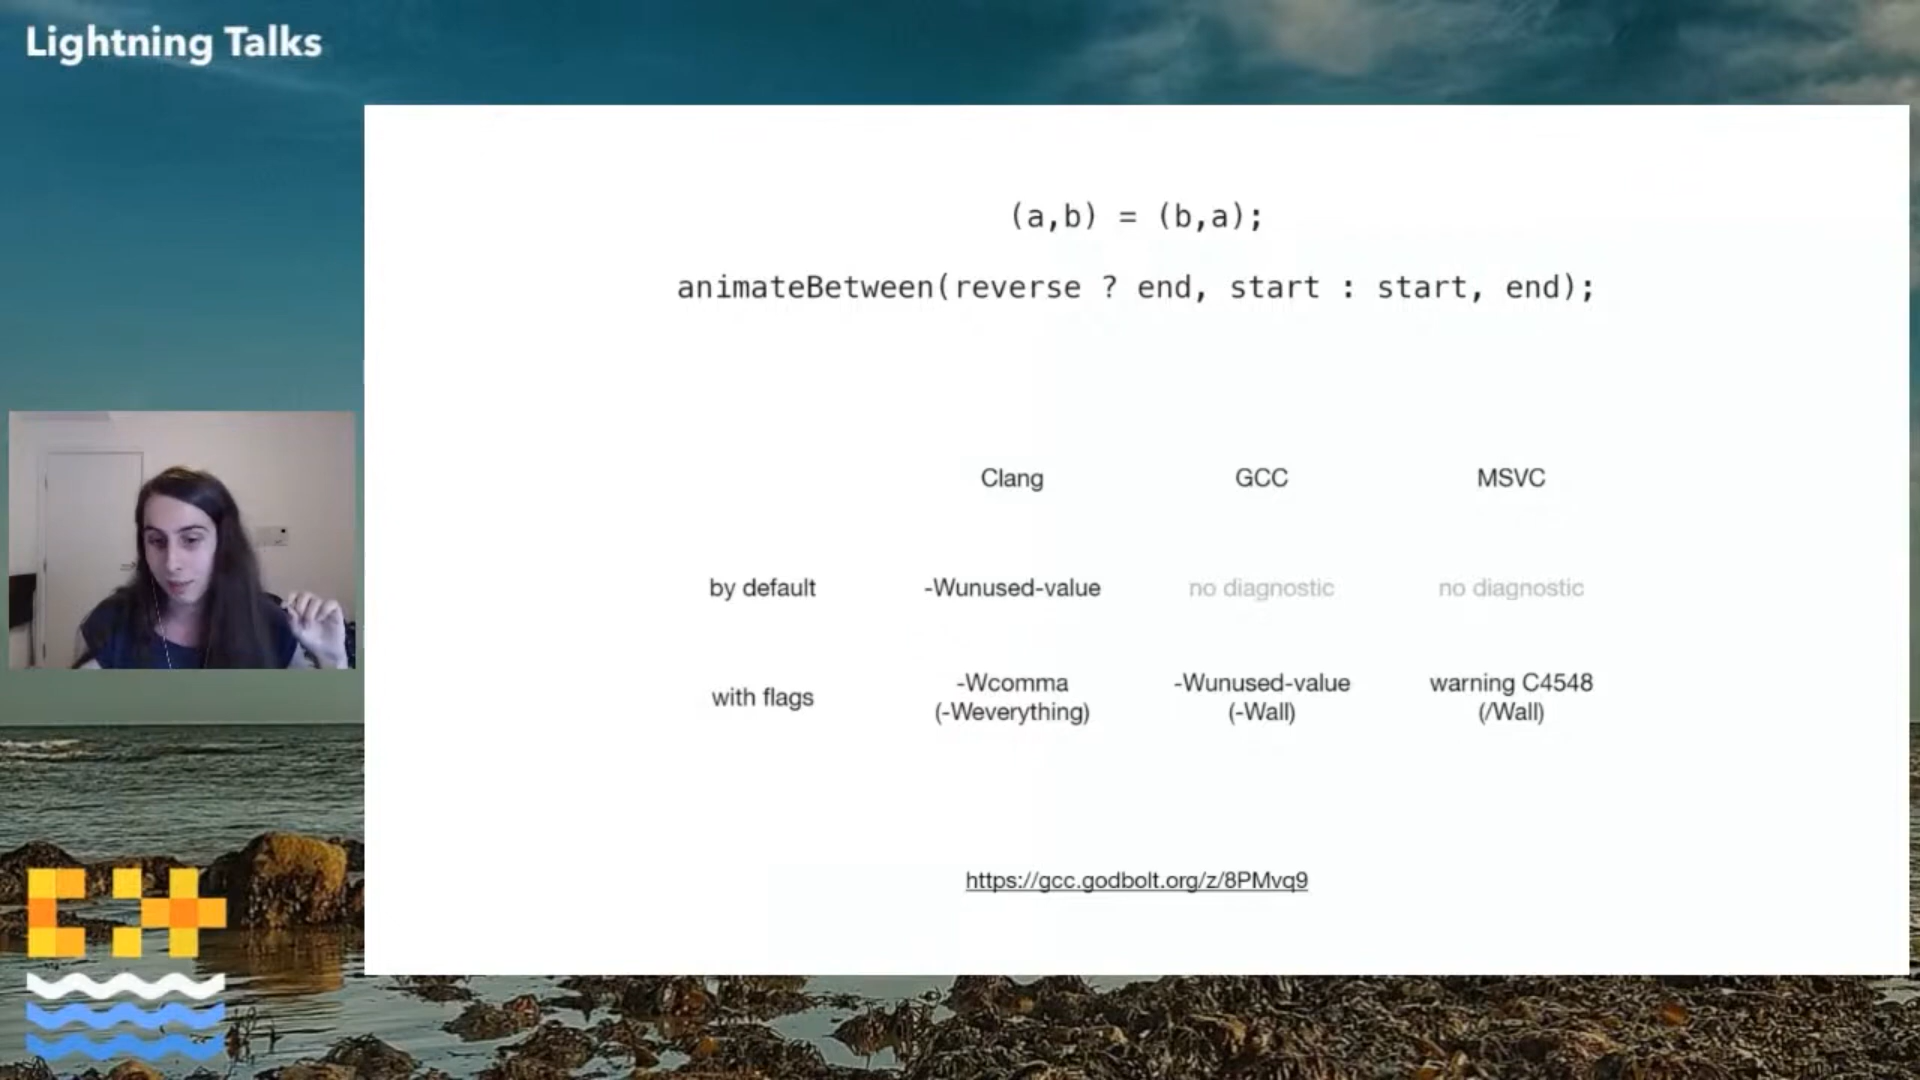 Lightning Talks
(a,b) = (b,a);
animateBetween(reverse ? end, start : start, end);
Clang GCC MSVC
by default -Wunused-value no diagnostic no diagnostic
with flags -Wcomma (-Weverything) -Wunused-value (-Wall) warning C4548 (/Wall)
https://gcc.godbolt.org/z/8PMvq9